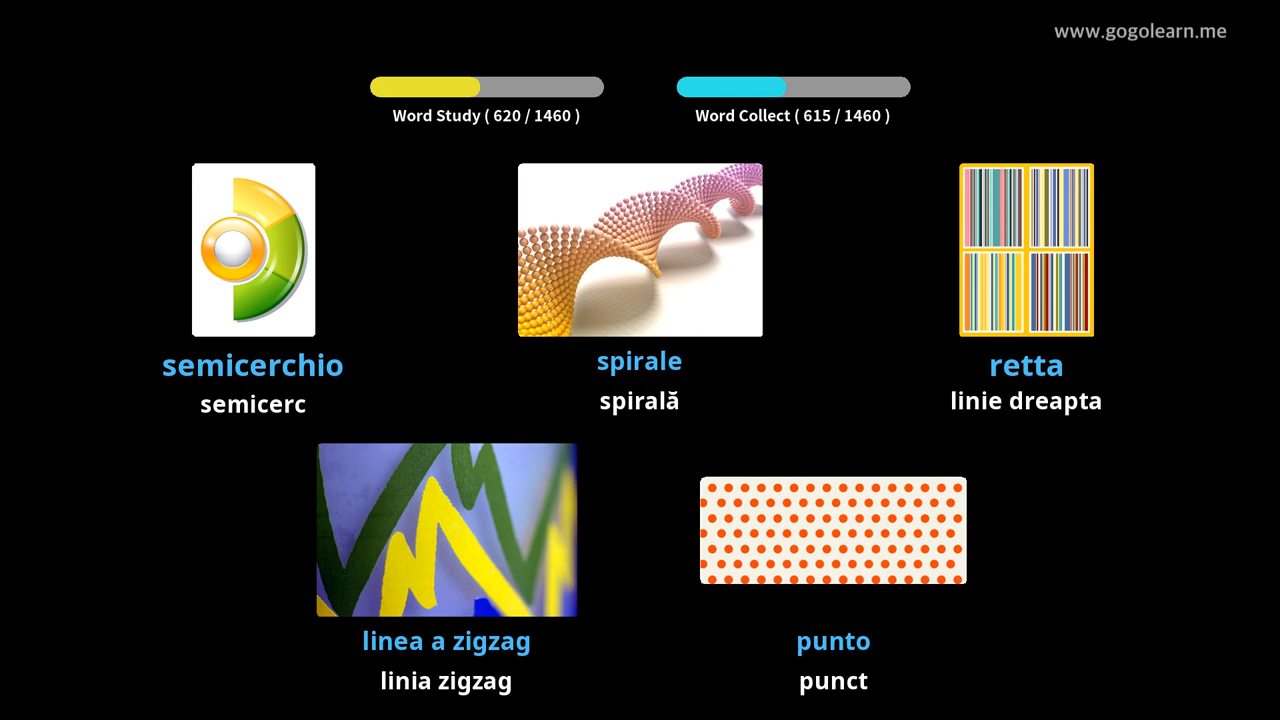 www.gogolearn.me
Word Study ( 620 / 1460 )
Word Collect ( 615 / 1460 )
semicerchio
semicerc
spirale
spirală
retta
linie dreapta
linea a zigzag
linia zigzag
punto
punct